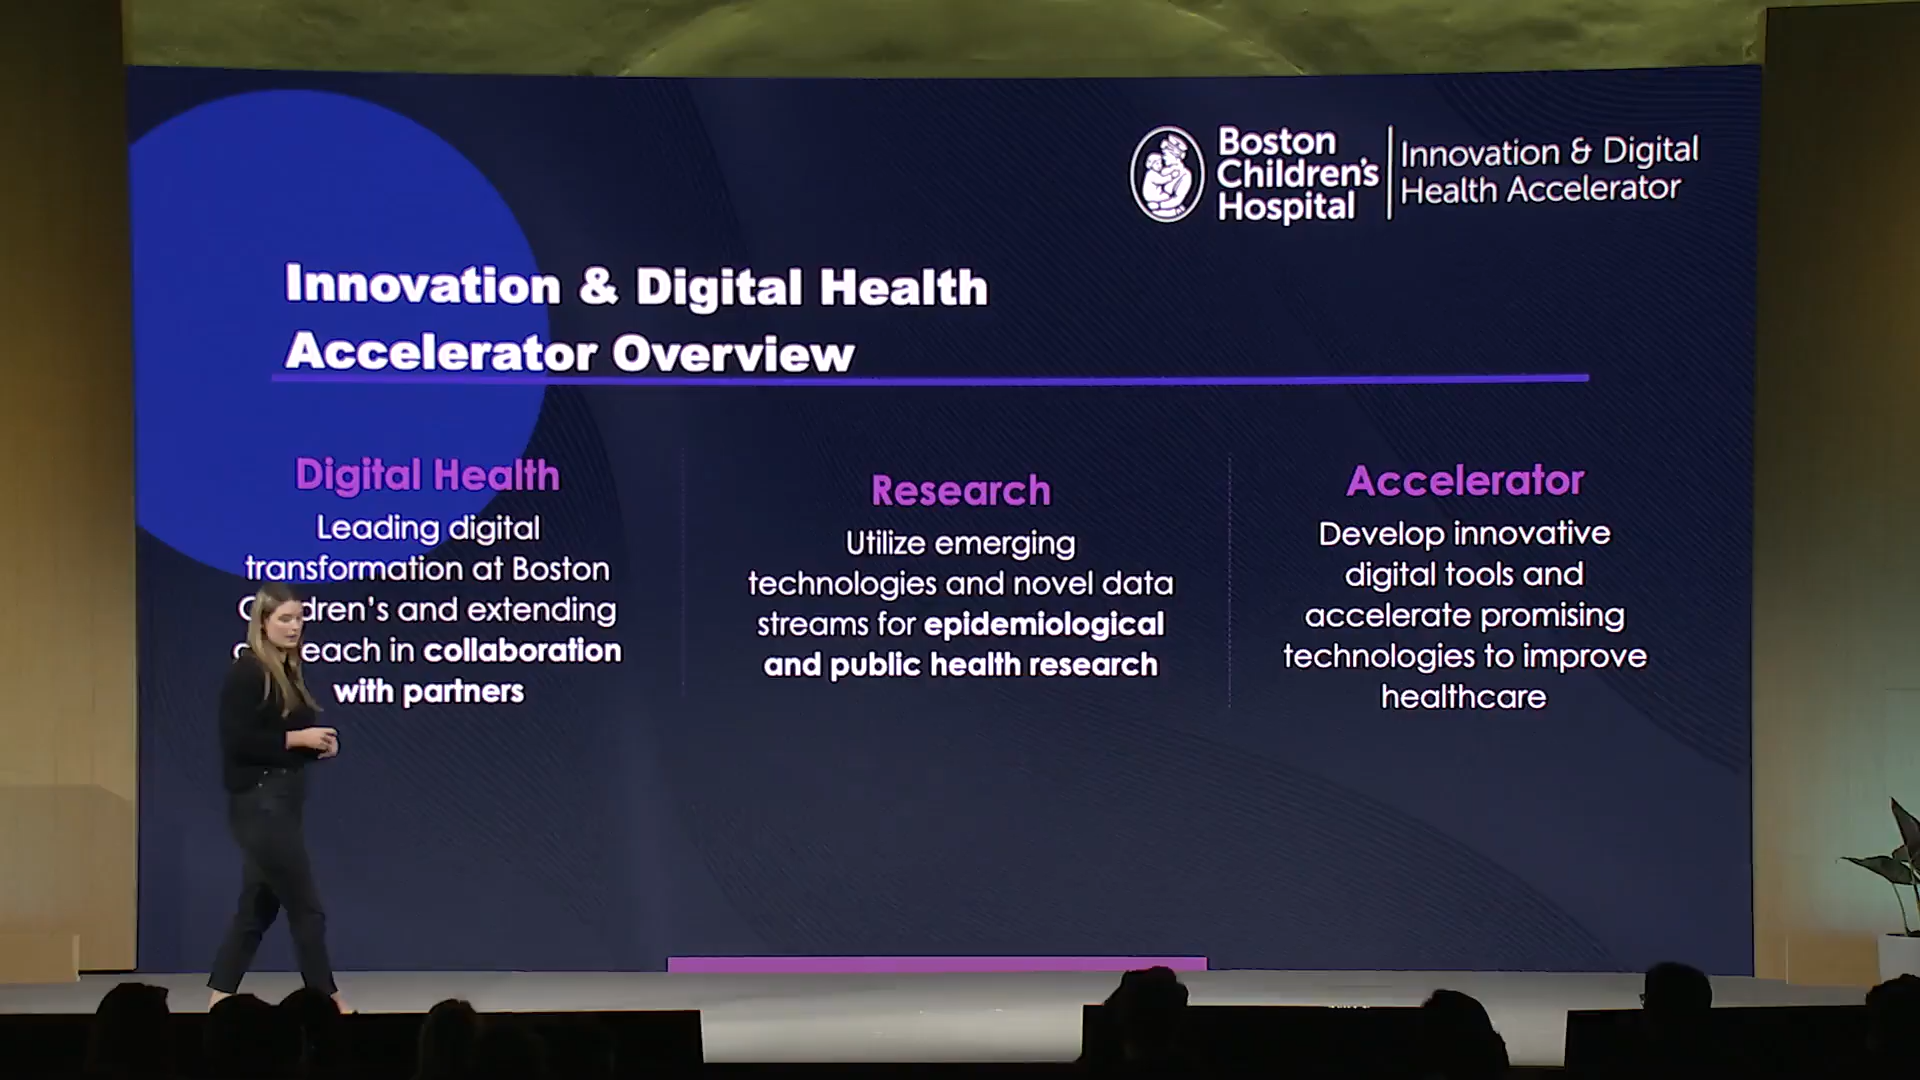 Boston
Children's
Hospital
Innovation & Digital
Health Accelerator
Innovation & Digital Health
Accelerator Overview
Digital Health
Leading digital
transformation at Boston
and extending
in collaboration
with partners
Research
Utilize emerging
technologies and novel data
streams for epidemiological
and public health research
Accelerator
Develop innovative
digital tools and
accelerate promising
technologies to improve
healthcare